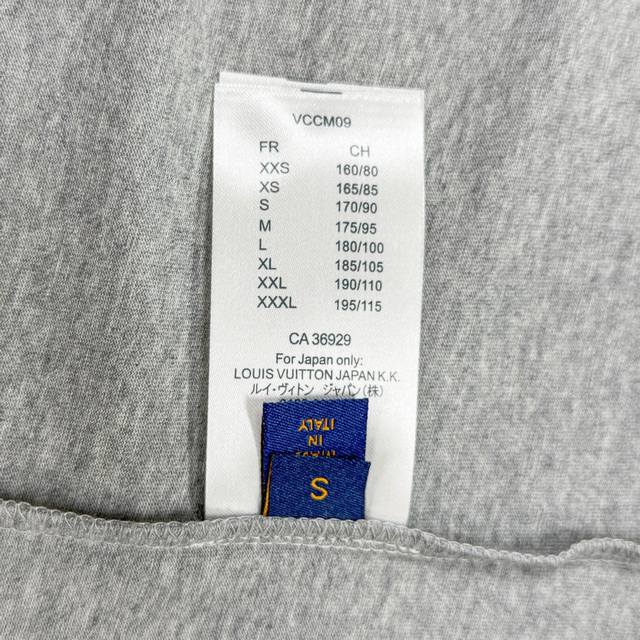 VCCM09
FR CH
XXS 160/80
XS 165/85
S 170/90
M 175/95
L 180/100
XL 185/105
XXL 190/110
XXXL 195/115
CA 36929
For Japan only:
LOUIS VUITTON JAPAN K.K.
ルイ・ヴィトン ジャパン(株)
ITALY
IN
S